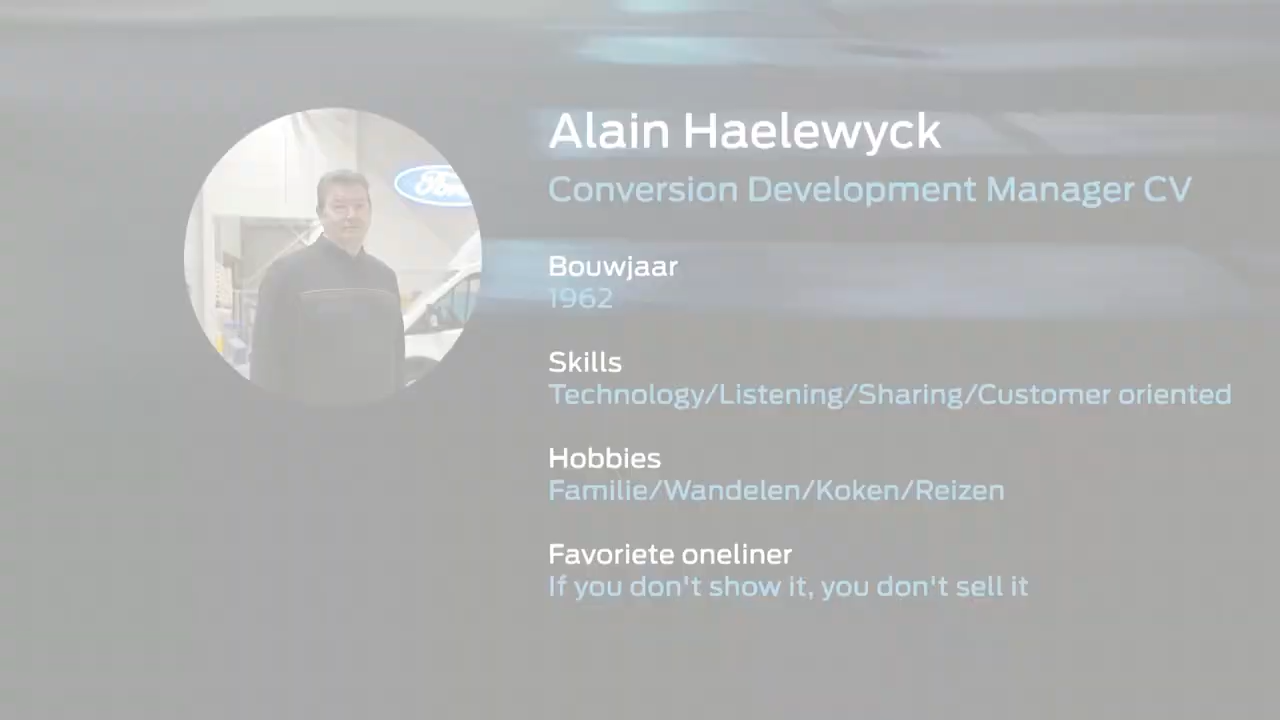 Ford
Alain Haelewyck
Conversion Development Manager CV
Bouwjaar
1962
Skills
Technology/Listening/Sharing/Customer oriented
Hobbies
Familie/Wandelen/Koken/Reizen
Favoriete oneliner
If you don't show it, you don't sell it